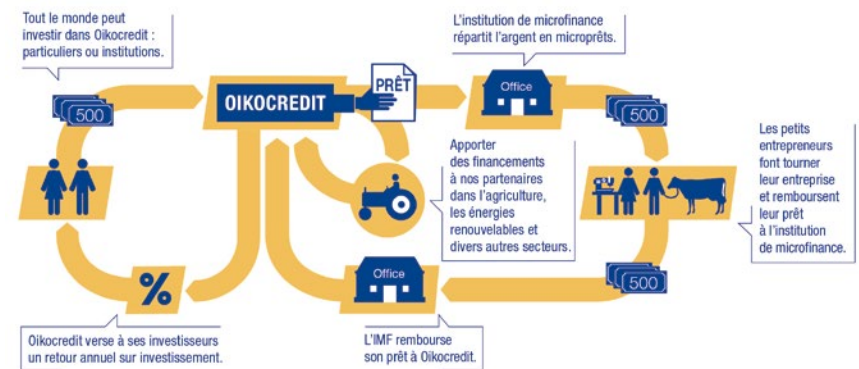 Tout le monde peut
investir dans Oikocredit :
particuliers ou institutions.
500
OIKOCREDIT
PRÊT
L'institution de microfinance
répartit l'argent en microprêts.
Office
500
Les petits
entrepreneurs
font tourner
leur entreprise
et remboursent
leur prêt
à l'institution
de microfinance.
Apporter
des financements
à nos partenaires
dans l'agriculture,
les énergies
renouvelables et
divers autres secteurs.
500
Office
L'IMF rembourse
son prêt à Oikocredit.
%
Oikocredit verse à ses investisseurs
un retour annuel sur investissement.